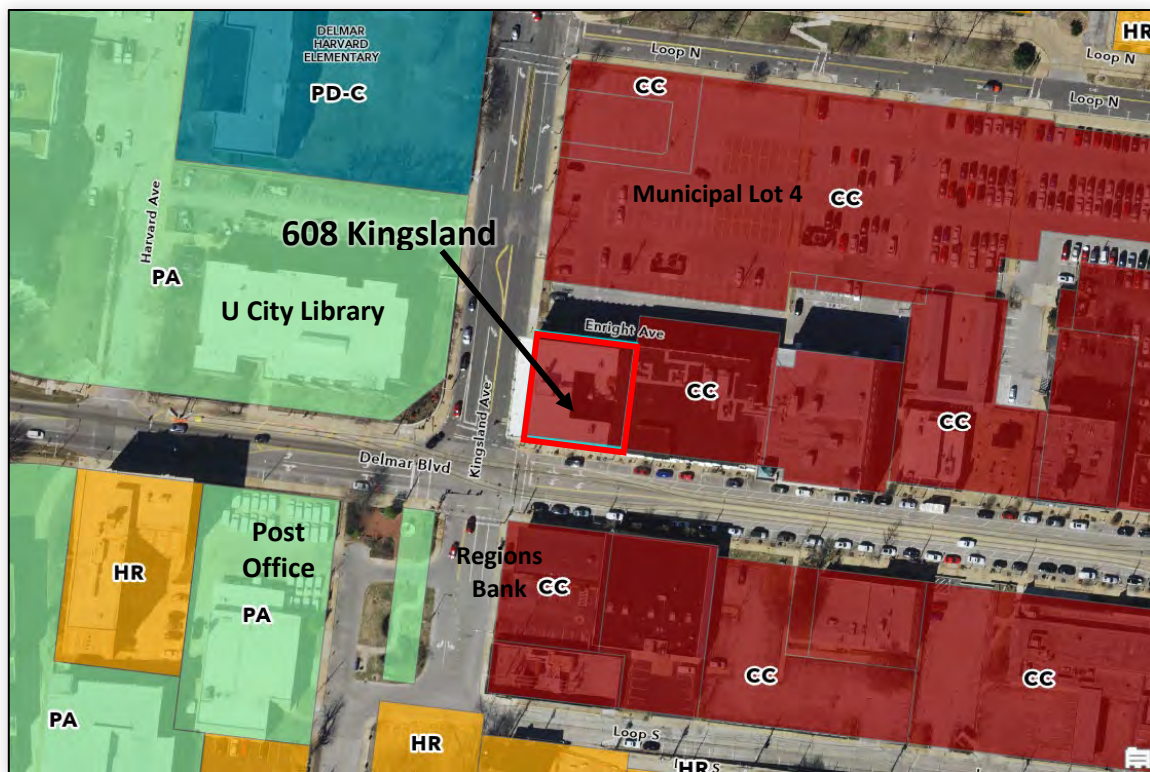 DELMAR
HARVARD
ELEMENTARY
PD-C
HR
Loop N
Loop N
Loop N
CC
Municipal Lot 4
CC
Harvard Ave
608 Kingsland
PA
U City Library
Enright Ave
CC
CC
Kingsland Ave
Delmar Blvd
Post
Office
Regions
Bank
HR
CC
PA
CC
CC
PA
HR
Loop S
HR